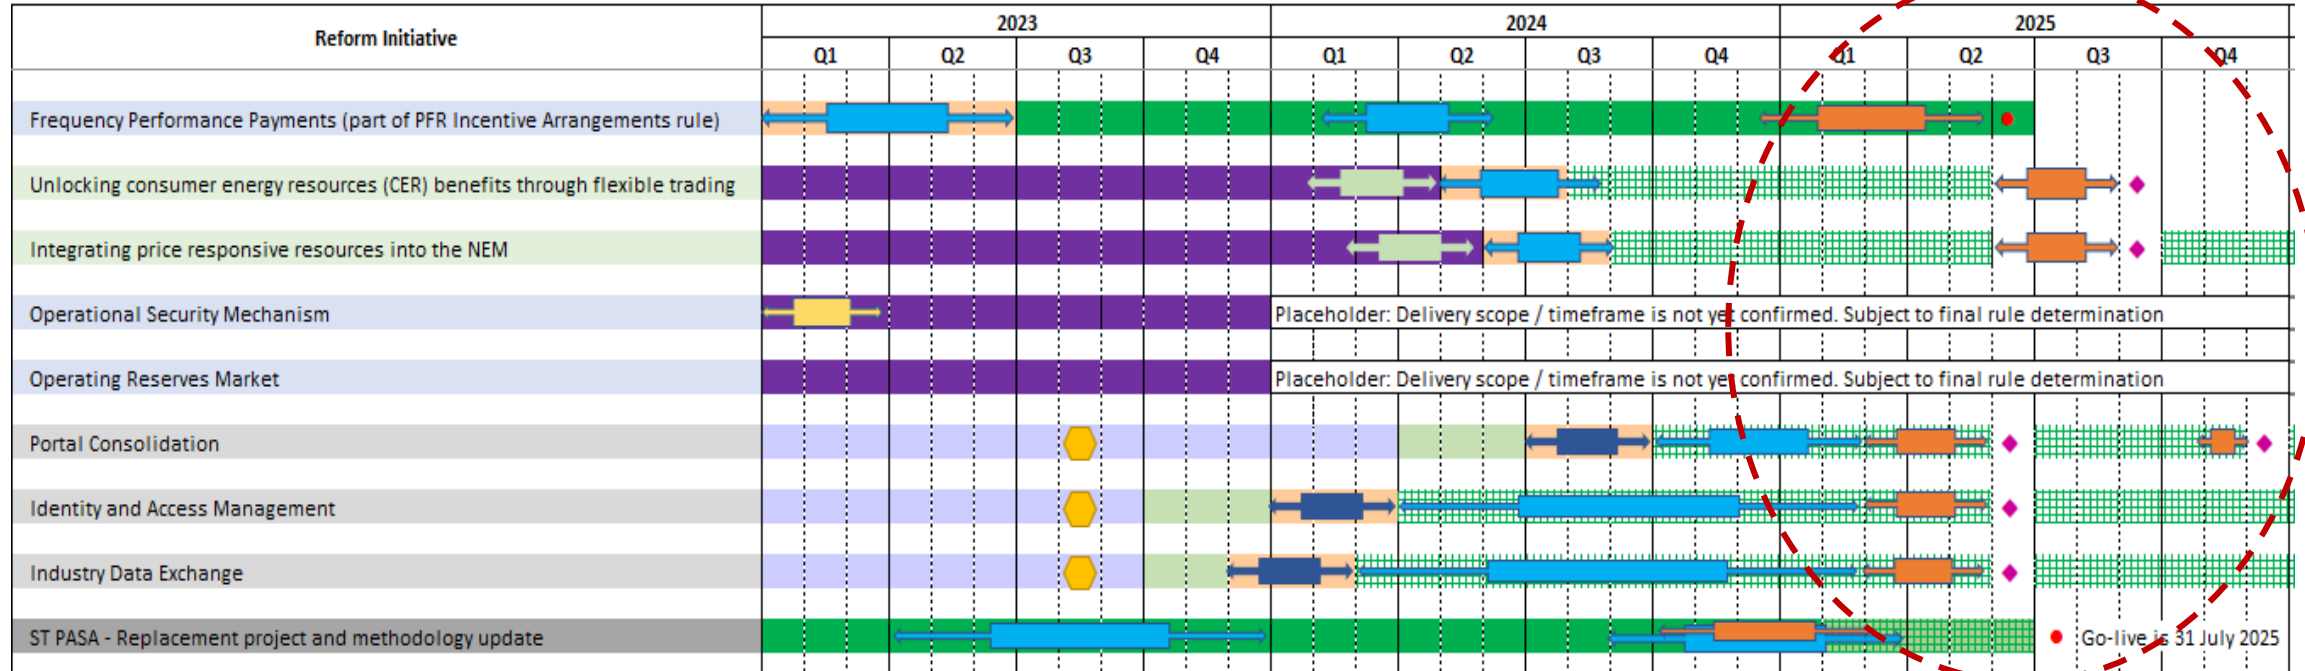 Reform Initiative
2023
2024
2025
Q1
Q2
Q3
Q4
Q1
Q2
Q3
Q4
Q1
Q2
Q3
Q4
Frequency Performance Payments (part of PFR Incentive Arrangements rule)
Unlocking consumer energy resources (CER) benefits through flexible trading
Integrating price responsive resources into the NEM
Operational Security Mechanism
Placeholder: Delivery scope / timeframe is not yet confirmed. Subject to final rule determination
Operating Reserves Market
Placeholder: Delivery scope / timeframe is not yet confirmed. Subject to final rule determination
Portal Consolidation
Identity and Access Management
Industry Data Exchange
ST PASA - Replacement project and methodology update
Go-live is 31 July 2025